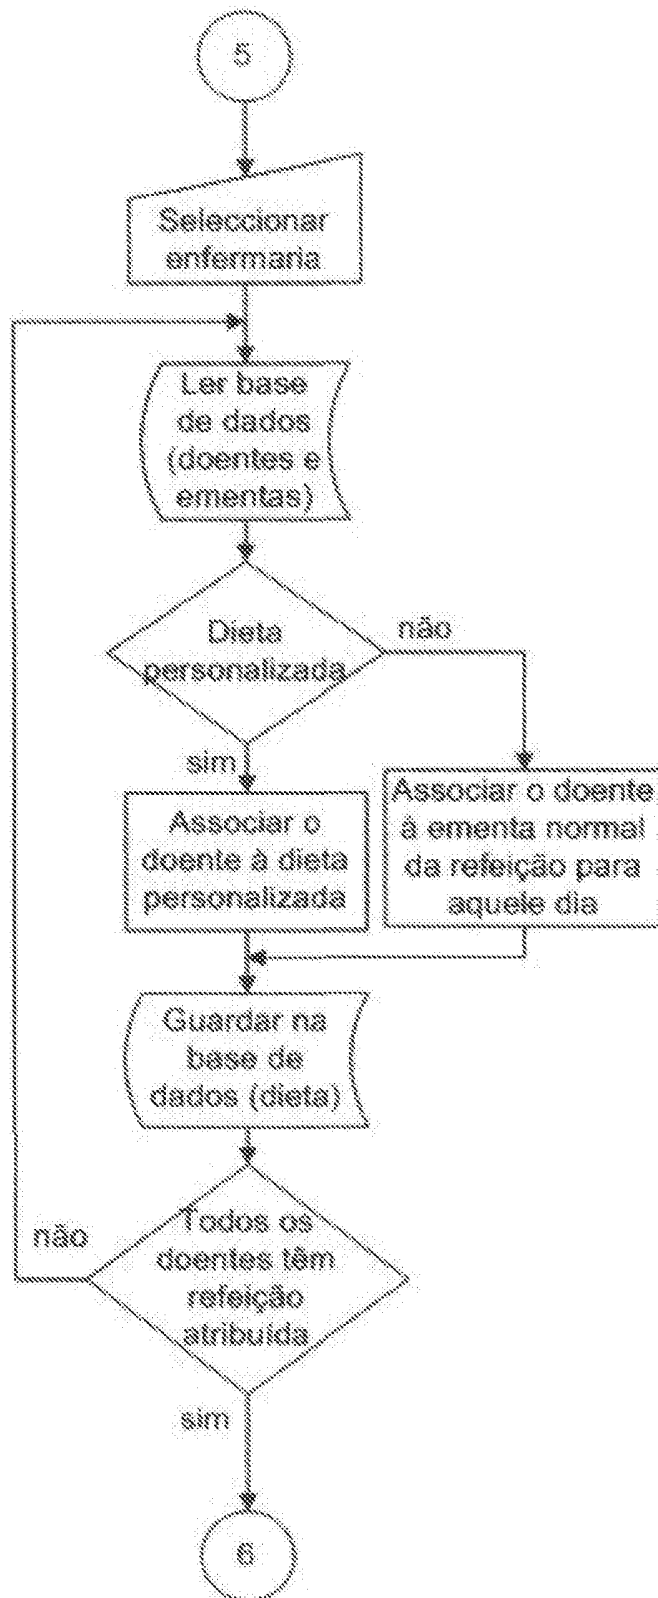 5
Seleccionar
enfermaria
Ler base
de dados
(doentes e
ementas)
Dieta
personalizada
não
sim
Associar o
doente à dieta
personalizada
Associar o doente
à ementa normal
da refeição para
aquele dia
Guardar na
base de
dados (dieta)
Todos os
doentes têm
refeição
atribuída
não
sim
6